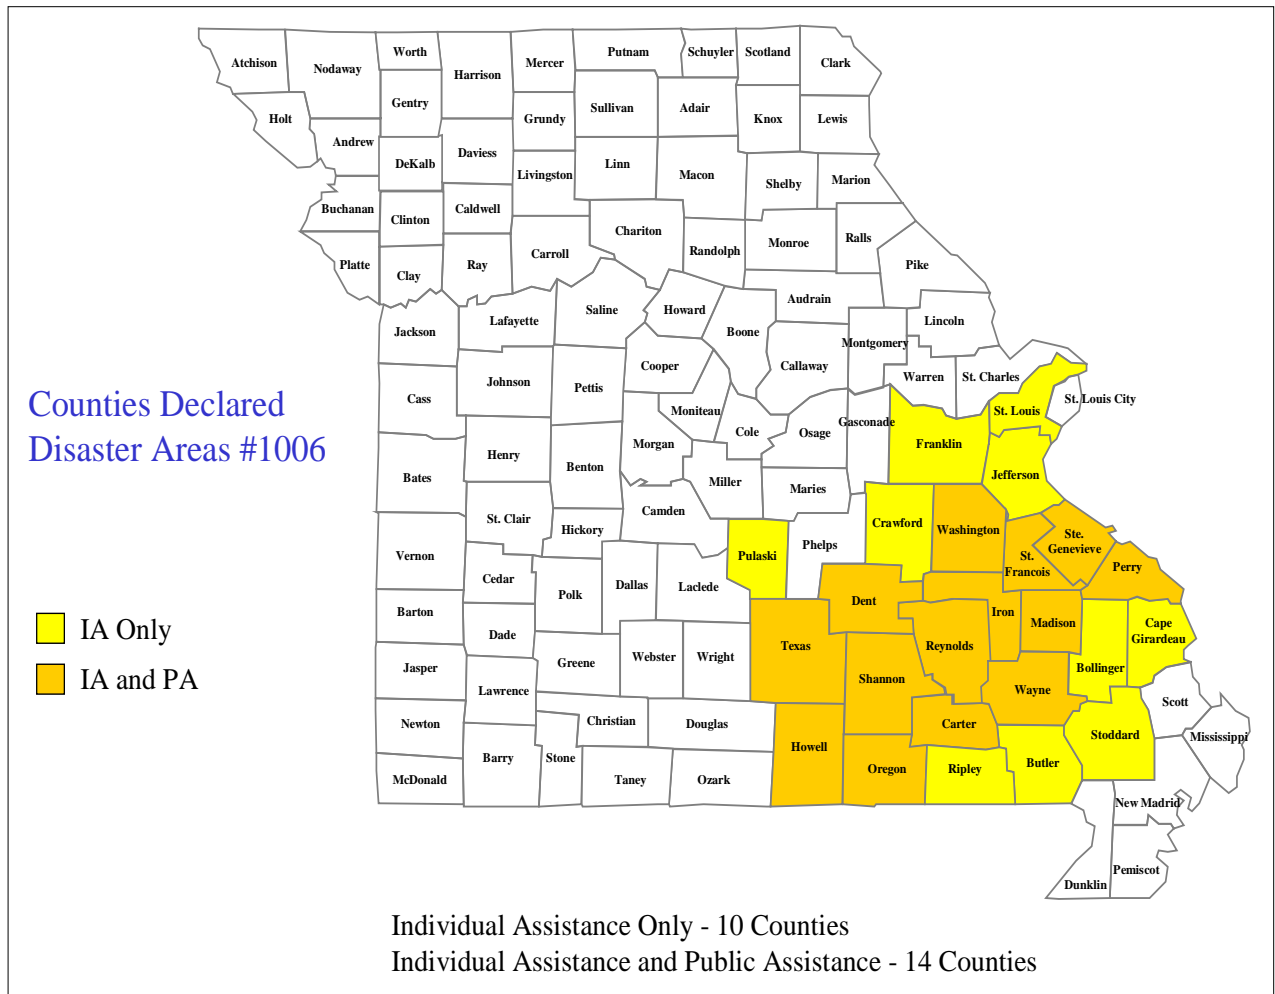 Atchison
Nodaway
Worth
Harrison
Mercer
Putnam
Schuyler
Scotland
Clark
Holt
Gentry
Grundy
Sullivan
Adair
Knox
Lewis
Andrew
DeKalb
Daviess
Livingston
Linn
Macon
Shelby
Marion
Buchanan
Clinton
Caldwell
Chariton
Randolph
Monroe
Ralls
Platte
Clay
Ray
Carroll
Pike
Jackson
Lafayette
Saline
Howard
Boone
Audrain
Callaway
Montgomery
Lincoln
Cass
Johnson
Pettis
Cooper
Moniteau
Warren
St. Charles
St. Louis
St. Louis City
Counties Declared
Disaster Areas #1006
Bates
Henry
Benton
Morgan
Cole
Osage
Gasconade
Franklin
Jefferson
Miller
Maries
St. Clair
Hickory
Camden
Crawford
Washington
Vernon
Cedar
Polk
Dallas
Laclede
Pulaski
Phelps
St.
Francois
Ste.
Genevieve
Perry
IA Only
IA and PA
Barton
Dade
Dent
Iron
Madison
Cape
Girardeau
Jasper
Lawrence
Greene
Webster
Wright
Texas
Shannon
Reynolds
Wayne
Bollinger
Newton
Christian
Douglas
Carter
Scott
Stoddard
Mississippi
McDonald
Barry
Stone
Taney
Ozark
Howell
Oregon
Ripley
Butler
New Madrid
Dunklin
Pemiscot
Individual Assistance Only - 10 Counties
Individual Assistance and Public Assistance - 14 Counties